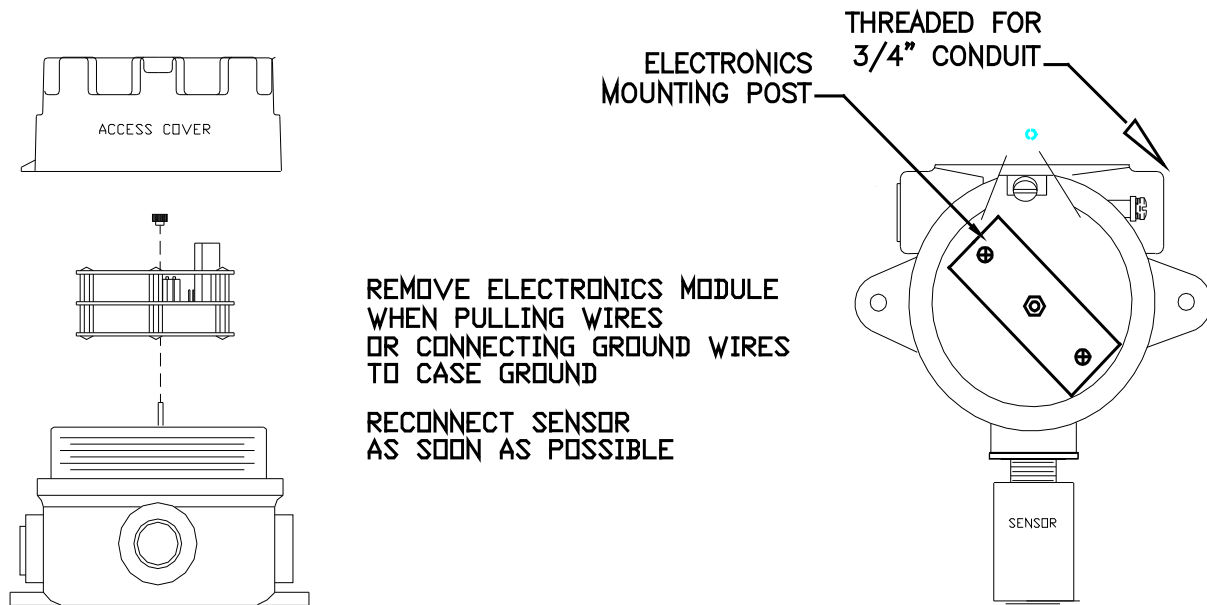 ACCESS COVER
REMOVE ELECTRONICS MODULE
WHEN PULLING WIRES
OR CONNECTING GROUND WIRES
TO CASE GROUND
RECONNECT SENSOR
AS SOON AS POSSIBLE
ELECTRONICS
MOUNTING POST
THREADED FOR
3/4" CONDUIT
SENSOR